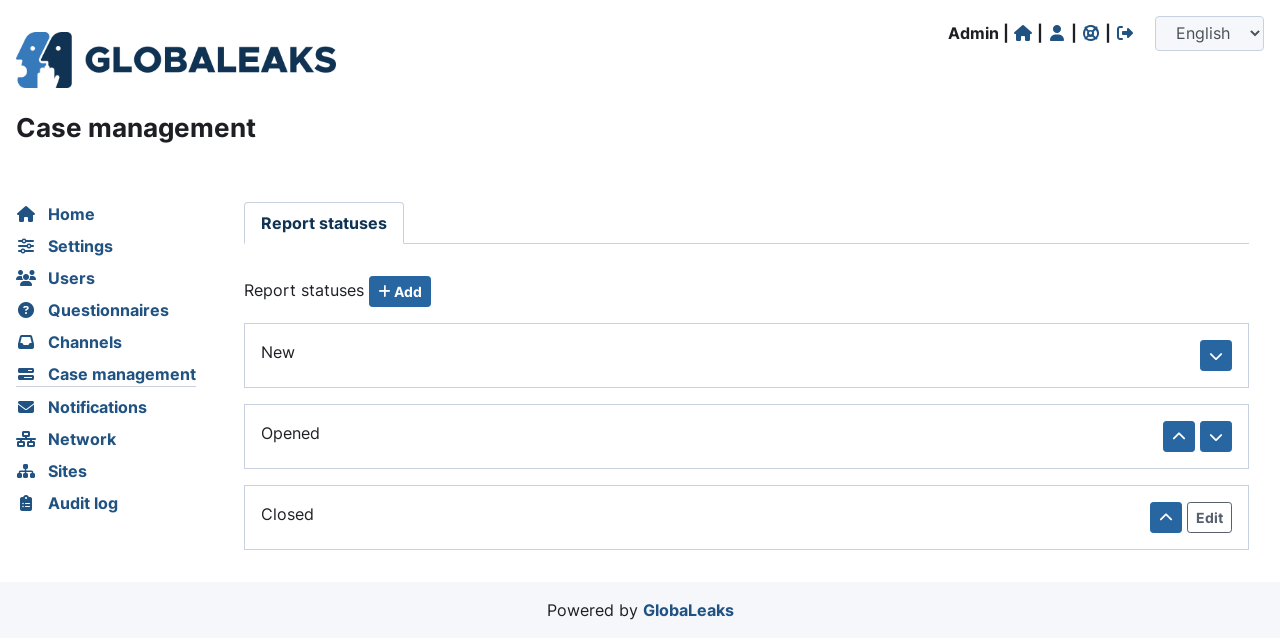 GLOBALEAKS
Admin | | | |
English
Case management
Home
Settings
Users
Questionnaires
Channels
Case management
Notifications
Network
Sites
Audit log
Report statuses
Report statuses Add
New
Opened
Closed
Edit
Powered by GlobaLeaks